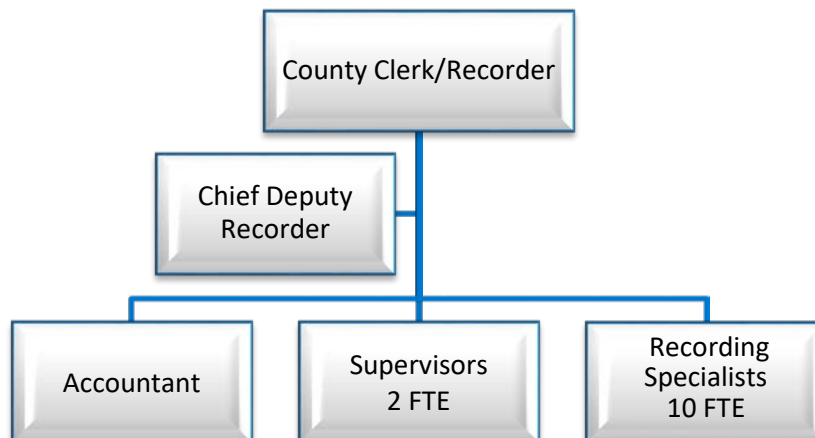 County Clerk/Recorder
Chief Deputy
Recorder
Accountant
Supervisors
2 FTE
Recording
Specialists
10 FTE